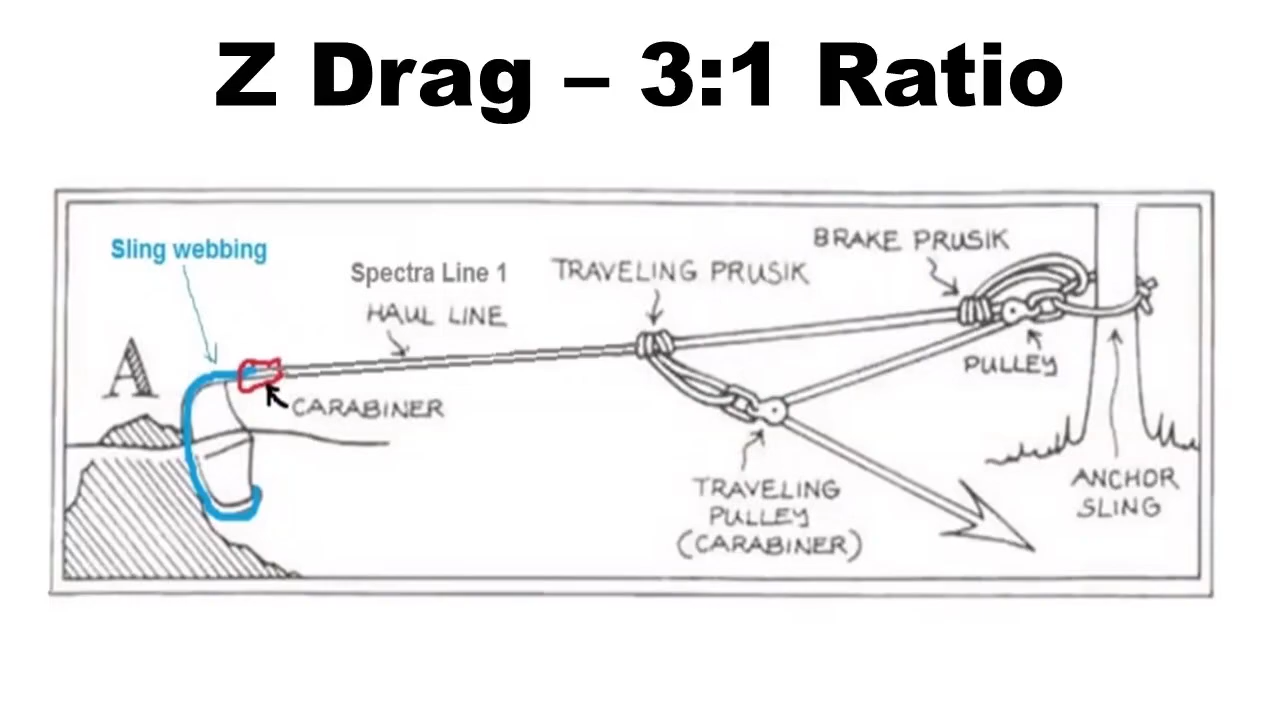 Z Drag – 3:1 Ratio
BRAKE PRUSIK
Sling webbing
Spectra Line 1
TRAVELING PRUSIK
HAUL LINE
A
PULLEY
CARABINER
TRAVELING
PULLEY
(CARABINER)
ANCHOR
SLING